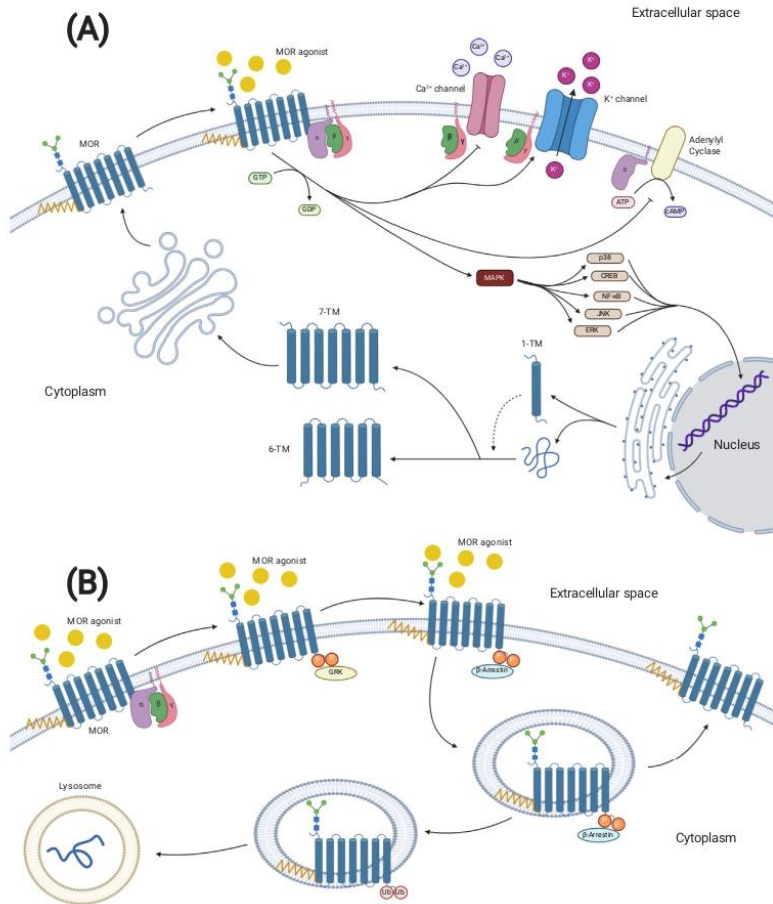 (A)
Extracellular space
MOR agonist
Ca²⁺
Ca²⁺
Ca²⁺
K⁺
K⁺
K⁺
Ca²⁺ channel
K⁺ channel
MOR
α
β
γ
β
γ
β
γ
Adenylyl
Cyclase
α
K⁺
GTP
GDP
ATP
cAMP
MAPK
p38
CREB
NF-κB
JNK
ERK
7-TM
1-TM
Cytoplasm
6-TM
Nucleus
(B)
MOR agonist
MOR agonist
MOR agonist
Extracellular space
GRK
β-Arrestin
α
β
γ
MOR
Lysosome
β-Arrestin
Cytoplasm
Ub
Ub